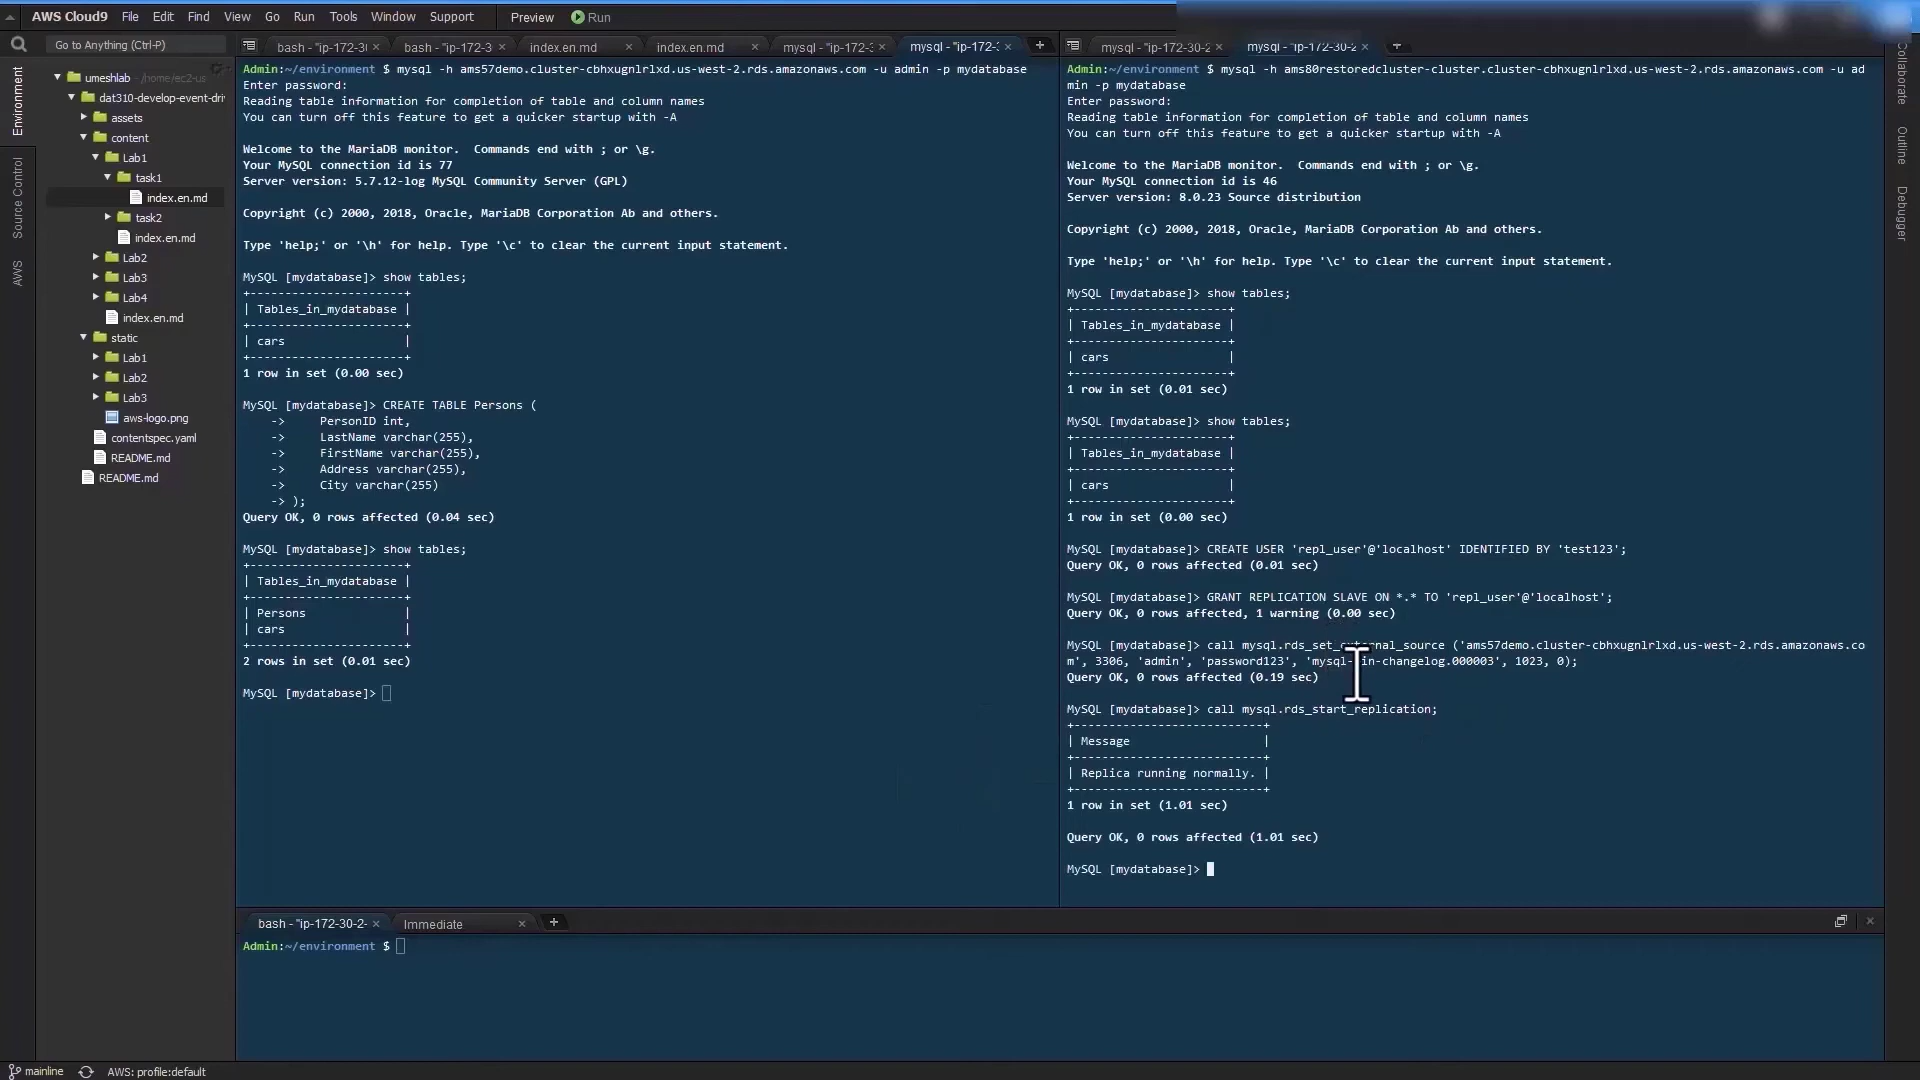 AWS Cloud9 File Edit Find View Go Run Tools Window Support Preview Run
Go to Anything (Ctrl-P)
bash - "ip-172-30
bash - "ip-172-3
index.en.md
index.en.md
mysql - "ip-172-3
mysql - "ip-172-3
mysql - "ip-172-30-2
mysql - "ip-172-30-2
Environment
Source Control
AWS
umeshlab - /home/ec2-us
dat310-develop-event-dri
assets
content
Lab1
task1
index.en.md
task2
index.en.md
Lab2
Lab3
Lab4
index.en.md
static
Lab1
Lab2
Lab3
aws-logo.png
contentspec.yaml
README.md
README.md
Admin:~/environment $ mysql -h ams57demo.cluster-cbhxugnlrlxd.us-west-2.rds.amazonaws.com -u admin -p mydatabase
Enter password:
Reading table information for completion of table and column names
You can turn off this feature to get a quicker startup with -A
Welcome to the MariaDB monitor.  Commands end with ; or \g.
Your MySQL connection id is 77
Server version: 5.7.12-log MySQL Community Server (GPL)
Copyright (c) 2000, 2018, Oracle, MariaDB Corporation Ab and others.
Type 'help;' or '\h' for help. Type '\c' to clear the current input statement.
MySQL [mydatabase]> show tables;
+----------------------+
| Tables_in_mydatabase |
+----------------------+
| cars                 |
+----------------------+
1 row in set (0.00 sec)
MySQL [mydatabase]> CREATE TABLE Persons (
    ->     PersonID int,
    ->     LastName varchar(255),
    ->     FirstName varchar(255),
    ->     Address varchar(255),
    ->     City varchar(255)
    -> );
Query OK, 0 rows affected (0.04 sec)
MySQL [mydatabase]> show tables;
+----------------------+
| Tables_in_mydatabase |
+----------------------+
| Persons              |
| cars                 |
+----------------------+
2 rows in set (0.01 sec)
MySQL [mydatabase]>
Admin:~/environment $ mysql -h ams80restoredcluster-cluster.cluster-cbhxugnlrlxd.us-west-2.rds.amazonaws.com -u ad
min -p mydatabase
Enter password:
Reading table information for completion of table and column names
You can turn off this feature to get a quicker startup with -A
Welcome to the MariaDB monitor.  Commands end with ; or \g.
Your MySQL connection id is 46
Server version: 8.0.23 Source distribution
Copyright (c) 2000, 2018, Oracle, MariaDB Corporation Ab and others.
Type 'help;' or '\h' for help. Type '\c' to clear the current input statement.
MySQL [mydatabase]> show tables;
+----------------------+
| Tables_in_mydatabase |
+----------------------+
| cars                 |
+----------------------+
1 row in set (0.01 sec)
MySQL [mydatabase]> show tables;
+----------------------+
| Tables_in_mydatabase |
+----------------------+
| cars                 |
+----------------------+
1 row in set (0.00 sec)
MySQL [mydatabase]> CREATE USER 'repl_user'@'localhost' IDENTIFIED BY 'test123';
Query OK, 0 rows affected (0.01 sec)
MySQL [mydatabase]> GRANT REPLICATION SLAVE ON *.* TO 'repl_user'@'localhost';
Query OK, 0 rows affected, 1 warning (0.00 sec)
MySQL [mydatabase]> call mysql.rds_set_external_source ('ams57demo.cluster-cbhxugnlrlxd.us-west-2.rds.amazonaws.co
m', 3306, 'admin', 'password123', 'mysql-bin-changelog.000003', 1023, 0);
Query OK, 0 rows affected (0.19 sec)
MySQL [mydatabase]> call mysql.rds_start_replication;
+---------------------------+
| Message                   |
+---------------------------+
| Replica running normally. |
+---------------------------+
1 row in set (1.01 sec)
Query OK, 0 rows affected (1.01 sec)
MySQL [mydatabase]>
Collaborate
Outline
Debugger
bash - "ip-172-30-2-
Immediate
Admin:~/environment $
mainline
AWS: profile:default